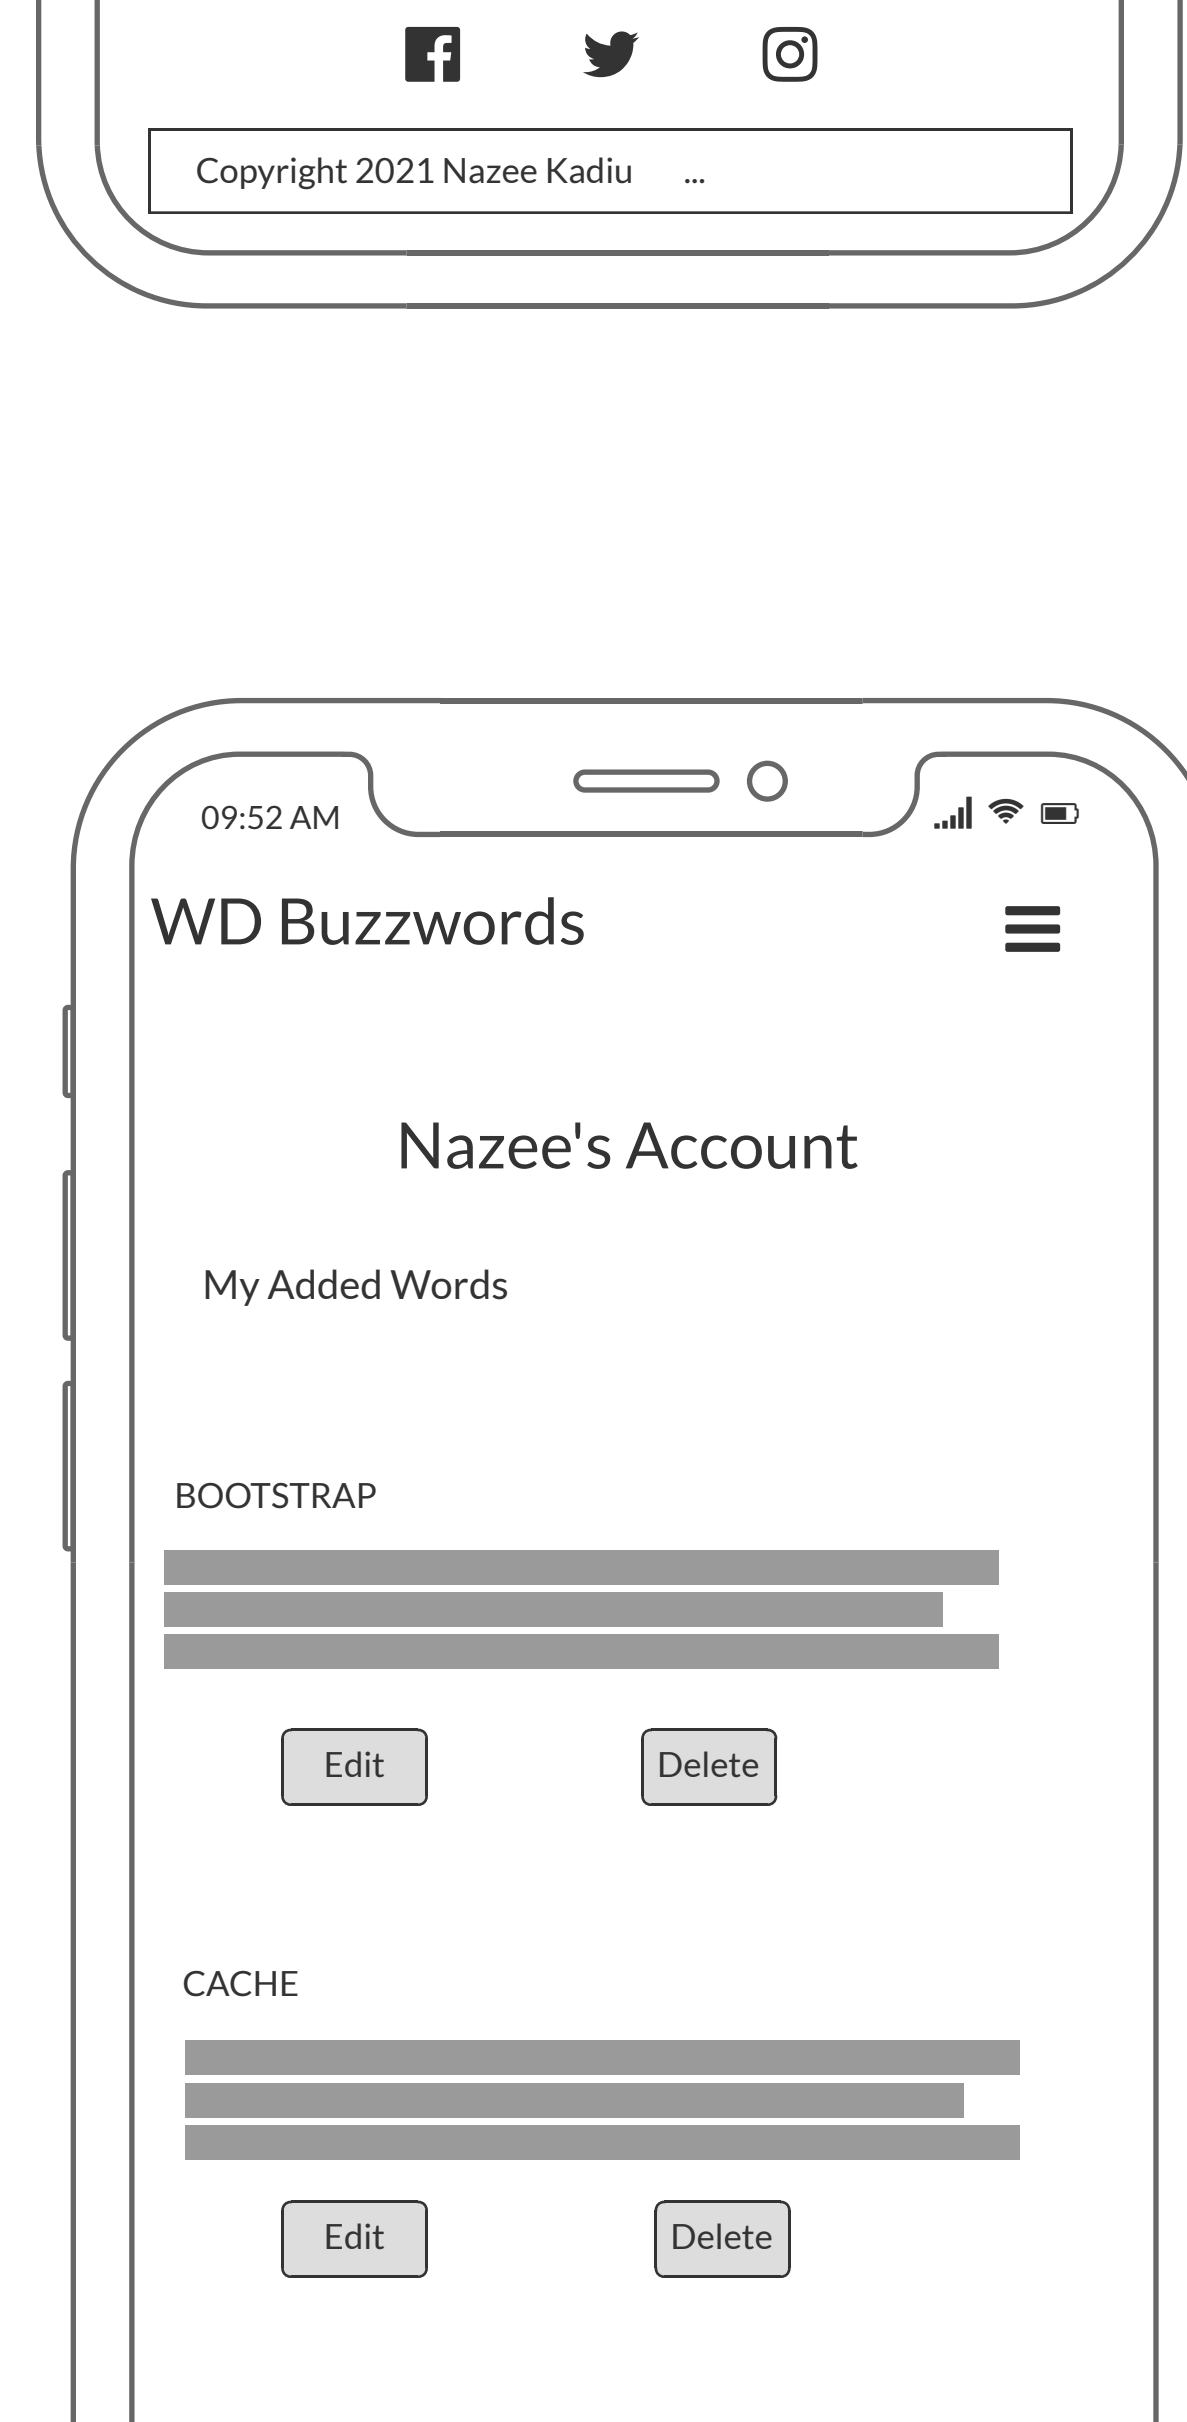 Copyright 2021 Nazee Kadiu ...
09:52 AM
WD Buzzwords
Nazee's Account
My Added Words
BOOTSTRAP
Edit Delete
CACHE
Edit Delete